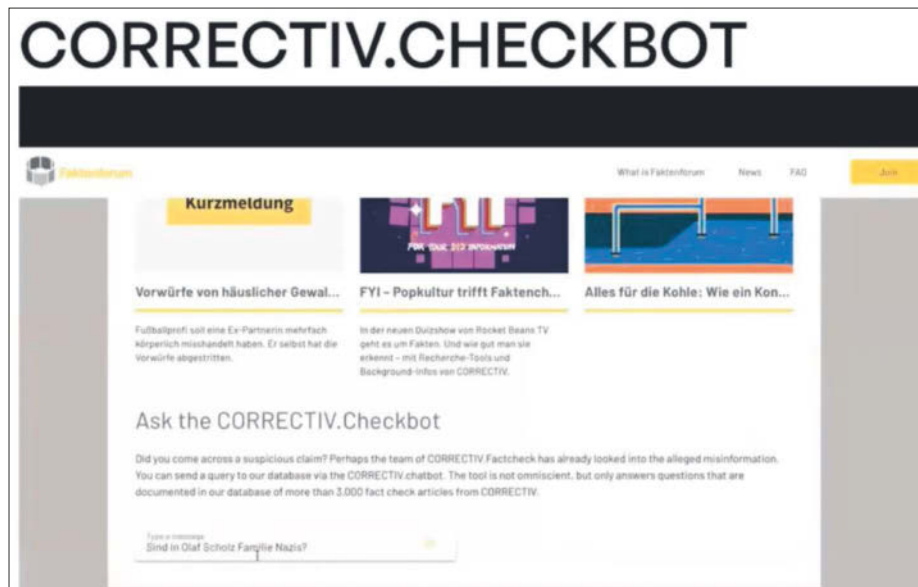 CORRECTIV.CHECKBOT
Faktenforum
What is Faktenforum
News
FAQ
Join
Kurzmeldung
FOR YOUR DISINFORMATION
Vorwürfe von häuslicher Gewal...
FYI – Popkultur trifft Faktench...
Alles für die Kohle: Wie ein Kon...
Fußballprofi soll eine Ex-Partnerin mehrfach
körperlich misshandelt haben. Er selbst hat die
Vorwürfe abgestritten.
In der neuen Quizshow von Rocket Beans TV
geht es um Fakten. Und wie gut man sie
erkennt – mit Recherche-Tools und
Background-Infos von CORRECTIV.
Ask the CORRECTIV.Checkbot
Did you come across a suspicious claim? Perhaps the team of CORRECTIV.Factcheck has already looked into the alleged misinformation.
You can send a query to our database via the CORRECTIV.chatbot. The tool is not omniscient, but only answers questions that are
documented in our database of more than 3.000 fact check articles from CORRECTIV.
Type a message
Sind in Olaf Scholz Familie Nazis?